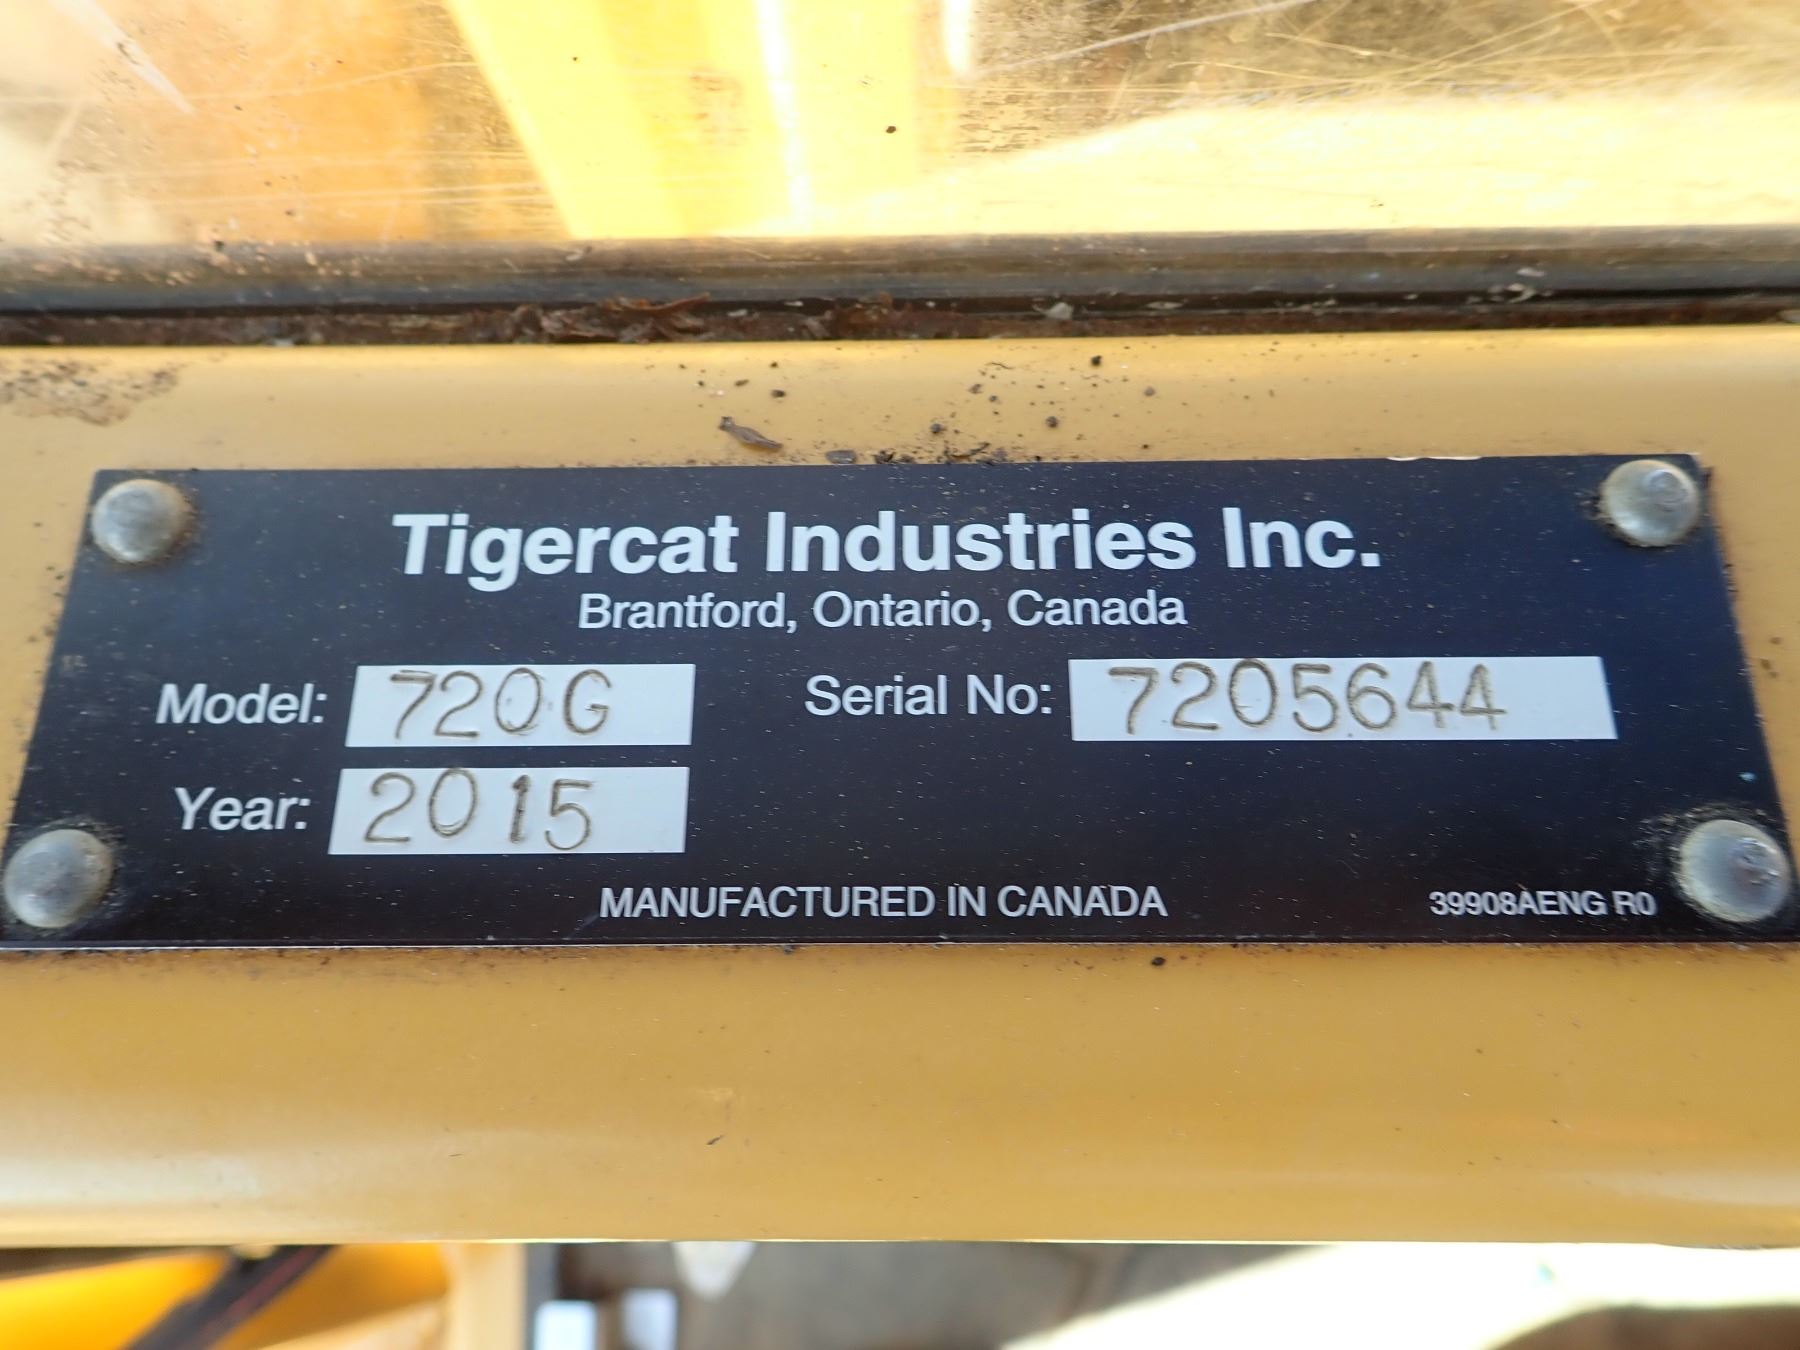 Tigercat Industries Inc.
Brantford, Ontario, Canada
Model: 720G Serial No: 7205644
Year: 2015
MANUFACTURED IN CANADA 39908AENG R0